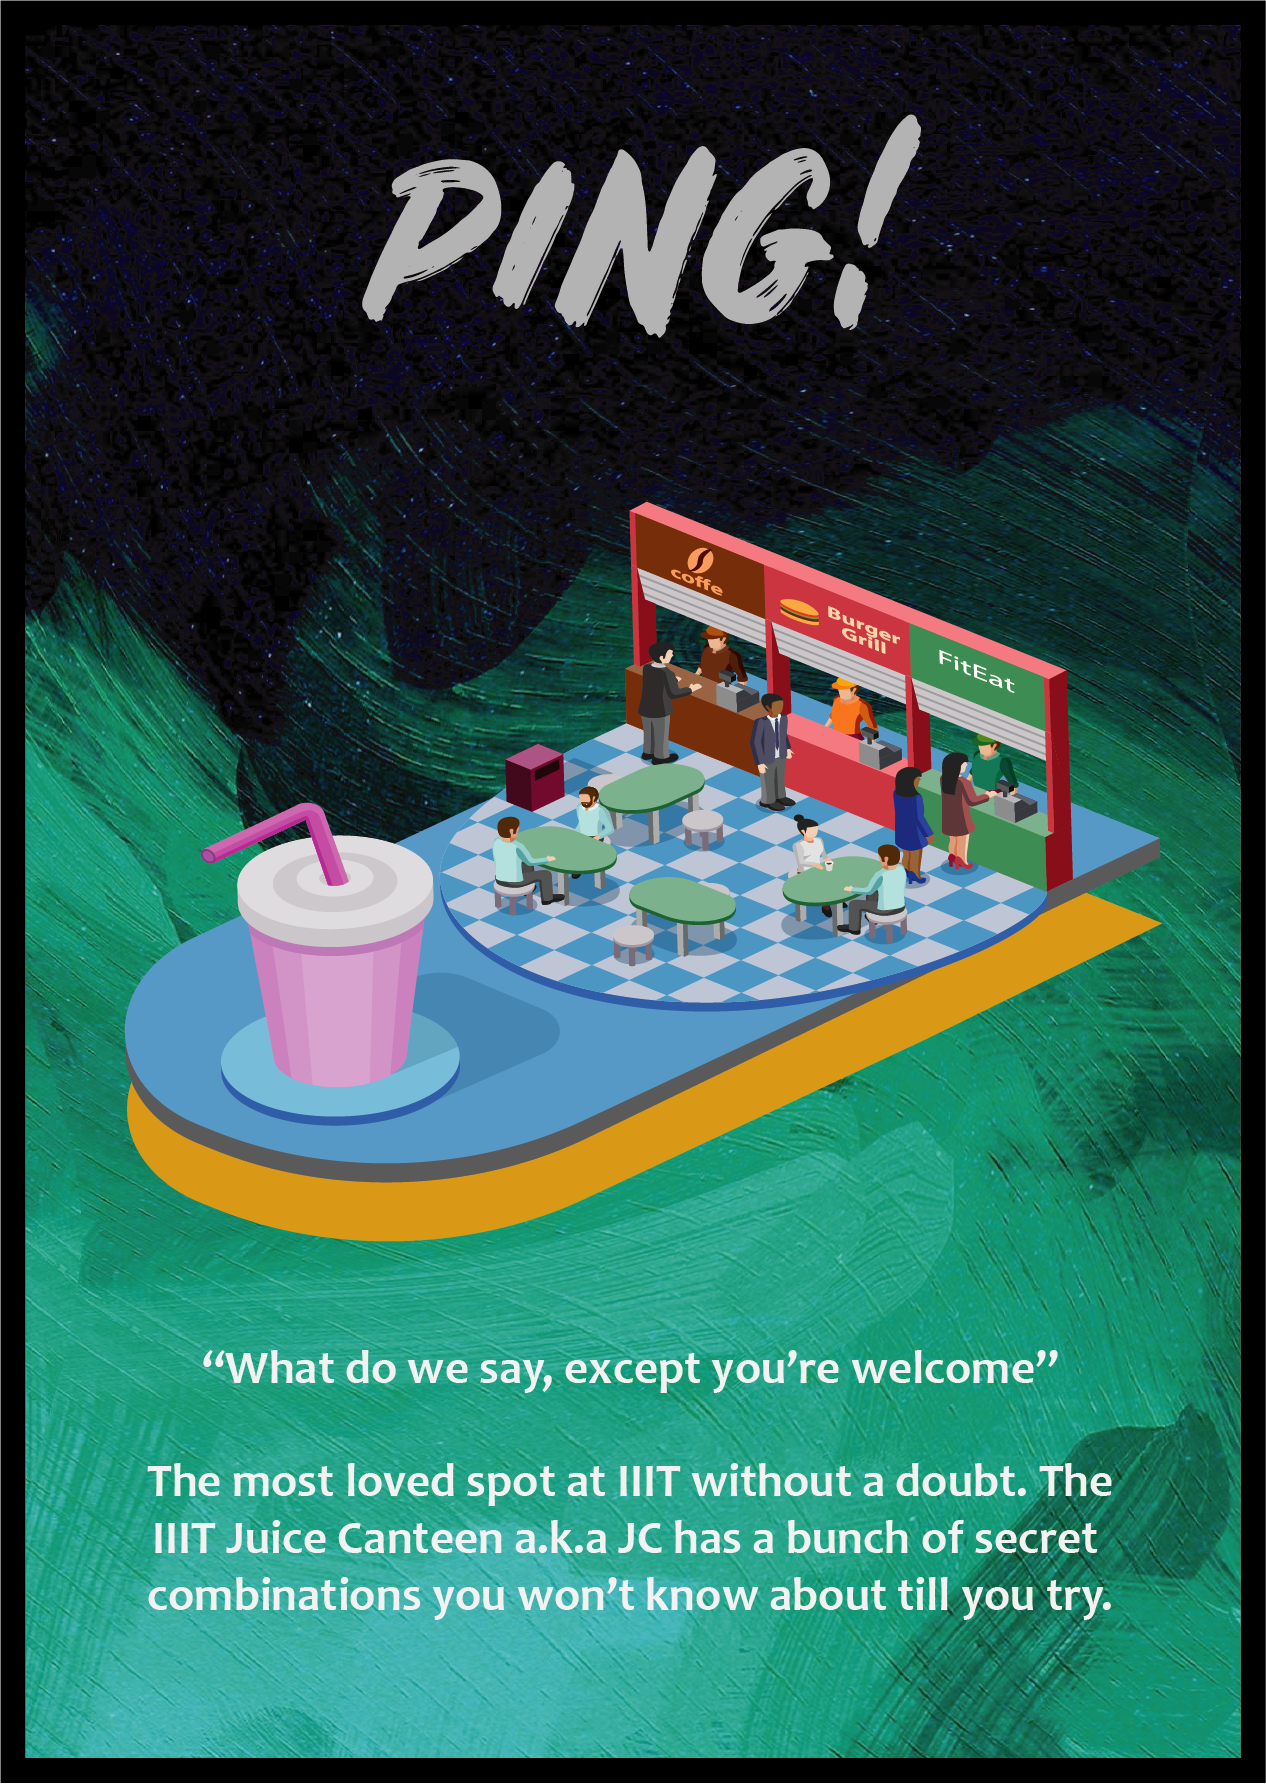 PING!
coffe
Burger
Grill
FitEat
“What do we say, except you’re welcome”
The most loved spot at IIIT without a doubt. The
IIIT Juice Canteen a.k.a JC has a bunch of secret
combinations you won’t know about till you try.